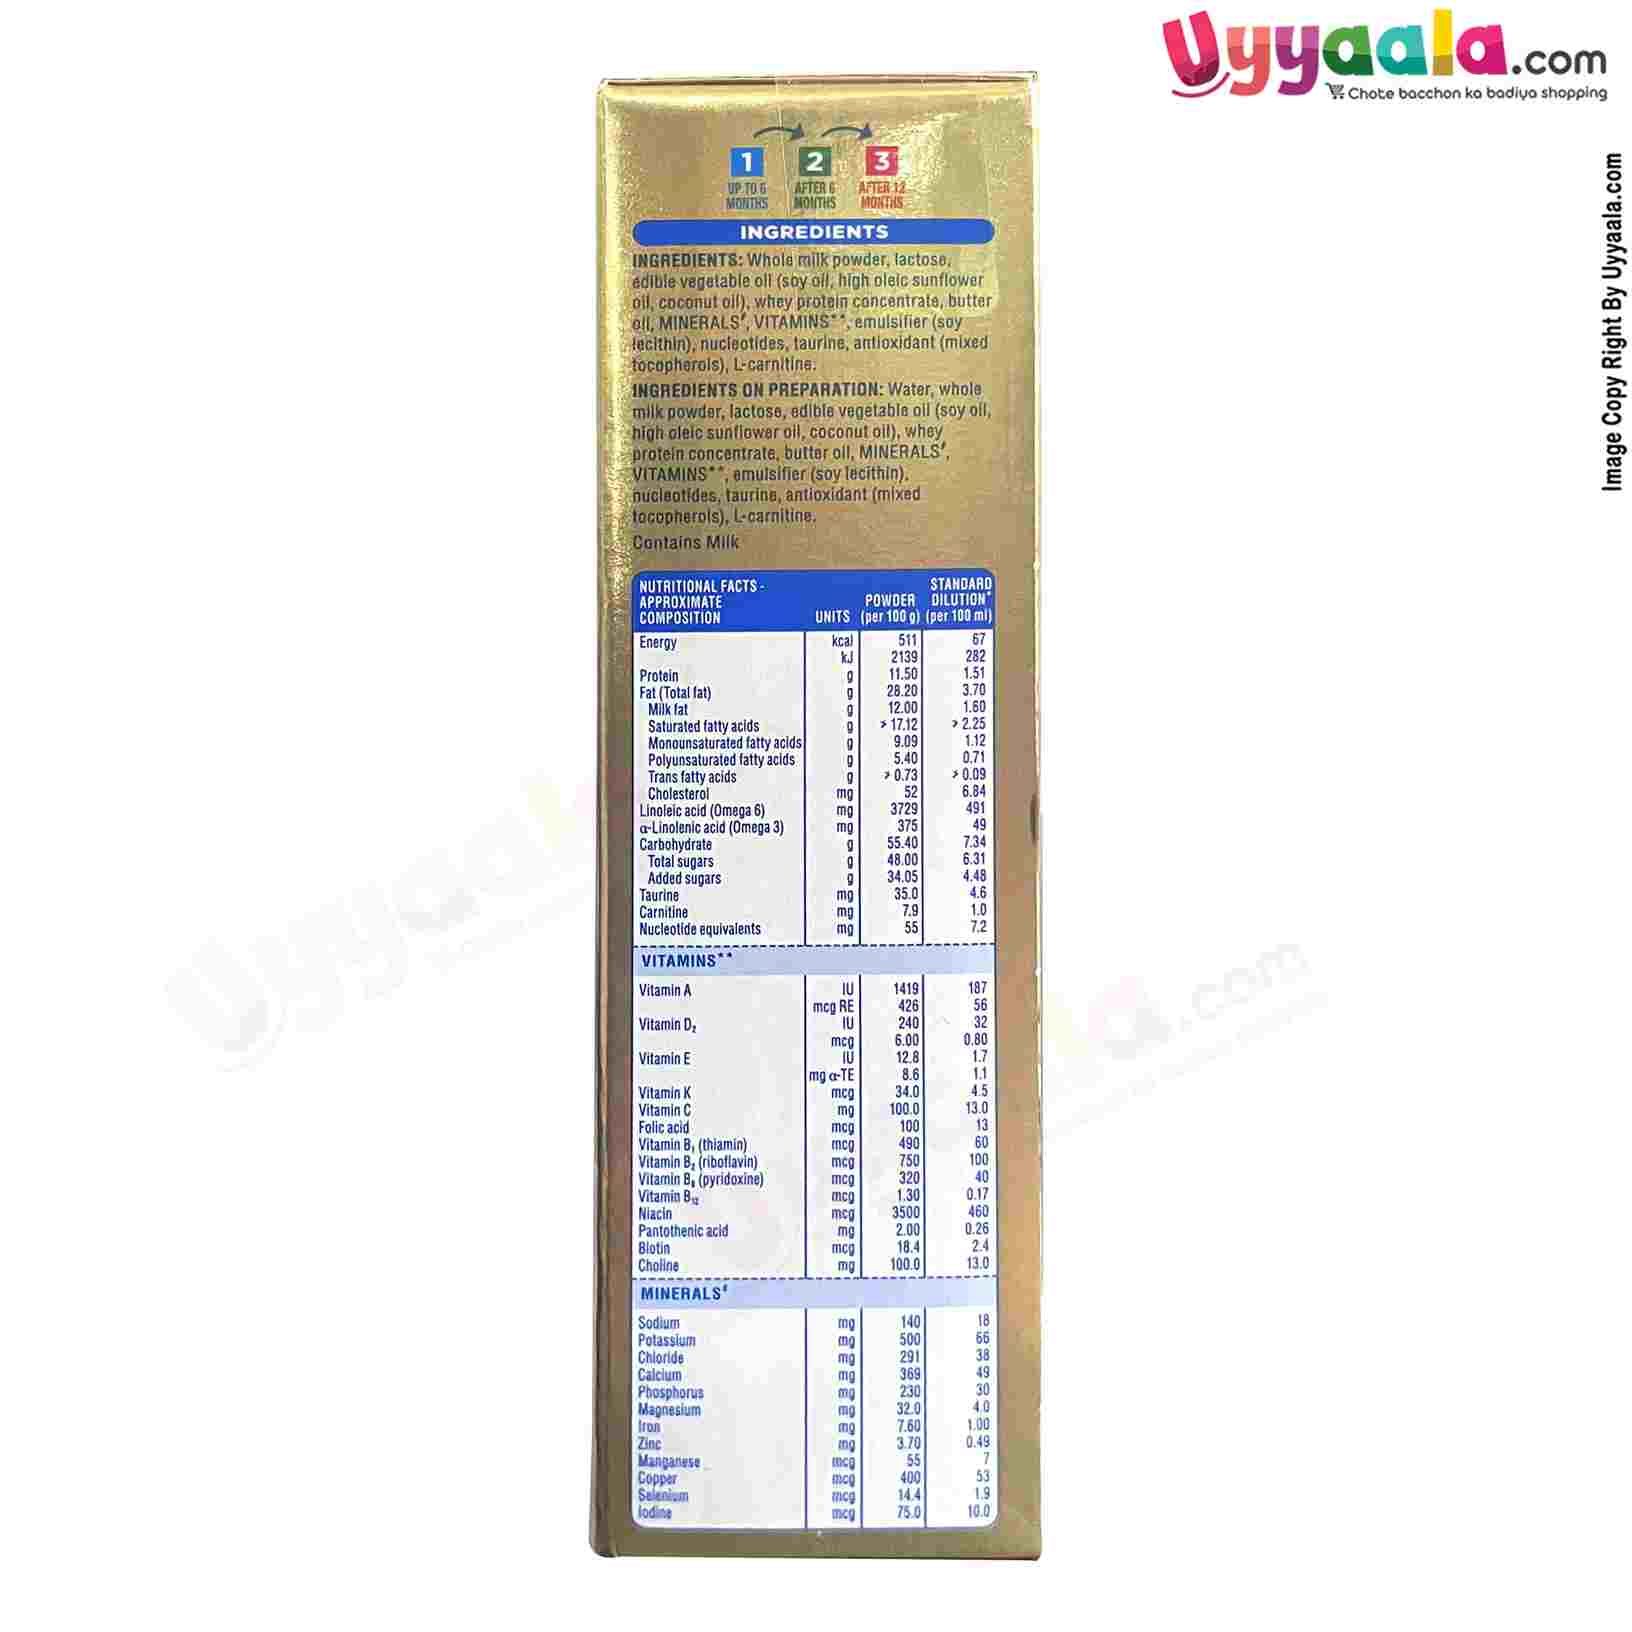 Uyyaala.com
Chote bacchon ka badiya shopping
Image Copy Right By Uyyaala.com
1 2 3
UP TO 6 MONTHS AFTER 6 MONTHS AFTER 12 MONTHS
INGREDIENTS
INGREDIENTS: Whole milk powder, lactose,
edible vegetable oil (soy oil, high oleic sunflower
oil, coconut oil), whey protein concentrate, butter
oil, MINERALS#, VITAMINS**, emulsifier (soy
lecithin), nucleotides, taurine, antioxidant (mixed
tocopherols), L-carnitine.
INGREDIENTS ON PREPARATION: Water, whole
milk powder, lactose, edible vegetable oil (soy oil,
high oleic sunflower oil, coconut oil), whey
protein concentrate, butter oil, MINERALS#,
VITAMINS**, emulsifier (soy lecithin),
nucleotides, taurine, antioxidant (mixed
tocopherols), L-carnitine.
Contains Milk
NUTRITIONAL FACTS - APPROXIMATE COMPOSITION UNITS POWDER (per 100 g) STANDARD DILUTION* (per 100 ml)
Energy kcal 511 67
kJ 2139 282
Protein g 11.50 1.51
Fat (Total fat) g 28.20 3.70
Milk fat g 12.00 1.60
Saturated fatty acids g > 17.12 > 2.25
Monounsaturated fatty acids g 9.09 1.12
Polyunsaturated fatty acids g 5.40 0.71
Trans fatty acids g > 0.73 > 0.09
Cholesterol mg 52 6.84
Linoleic acid (Omega 6) mg 3729 491
α-Linolenic acid (Omega 3) mg 375 49
Carbohydrate g 55.40 7.34
Total sugars g 48.00 6.31
Added sugars g 34.05 4.48
Taurine mg 35.0 4.6
Carnitine mg 7.9 1.0
Nucleotide equivalents mg 55 7.2
VITAMINS**
Vitamin A IU 1419 187
mcg RE 426 56
Vitamin D₂ IU 240 32
mcg 6.00 0.80
Vitamin E IU 12.8 1.7
mg α-TE 8.6 1.1
Vitamin K mcg 34.0 4.5
Vitamin C mg 100.0 13.0
Folic acid mcg 100 13
Vitamin B₁ (thiamin) mcg 490 60
Vitamin B₂ (riboflavin) mcg 750 100
Vitamin B₆ (pyridoxine) mcg 320 40
Vitamin B₁₂ mcg 1.30 0.17
Niacin mcg 3500 460
Pantothenic acid mg 2.00 0.26
Biotin mcg 18.4 2.4
Choline mg 100.0 13.0
MINERALS#
Sodium mg 140 18
Potassium mg 500 66
Chloride mg 291 38
Calcium mg 369 49
Phosphorus mg 230 30
Magnesium mg 32.0 4.0
Iron mg 7.60 1.00
Zinc mg 3.70 0.49
Manganese mcg 55 7
Copper mcg 400 53
Selenium mcg 14.4 1.9
Iodine mcg 75.0 10.0